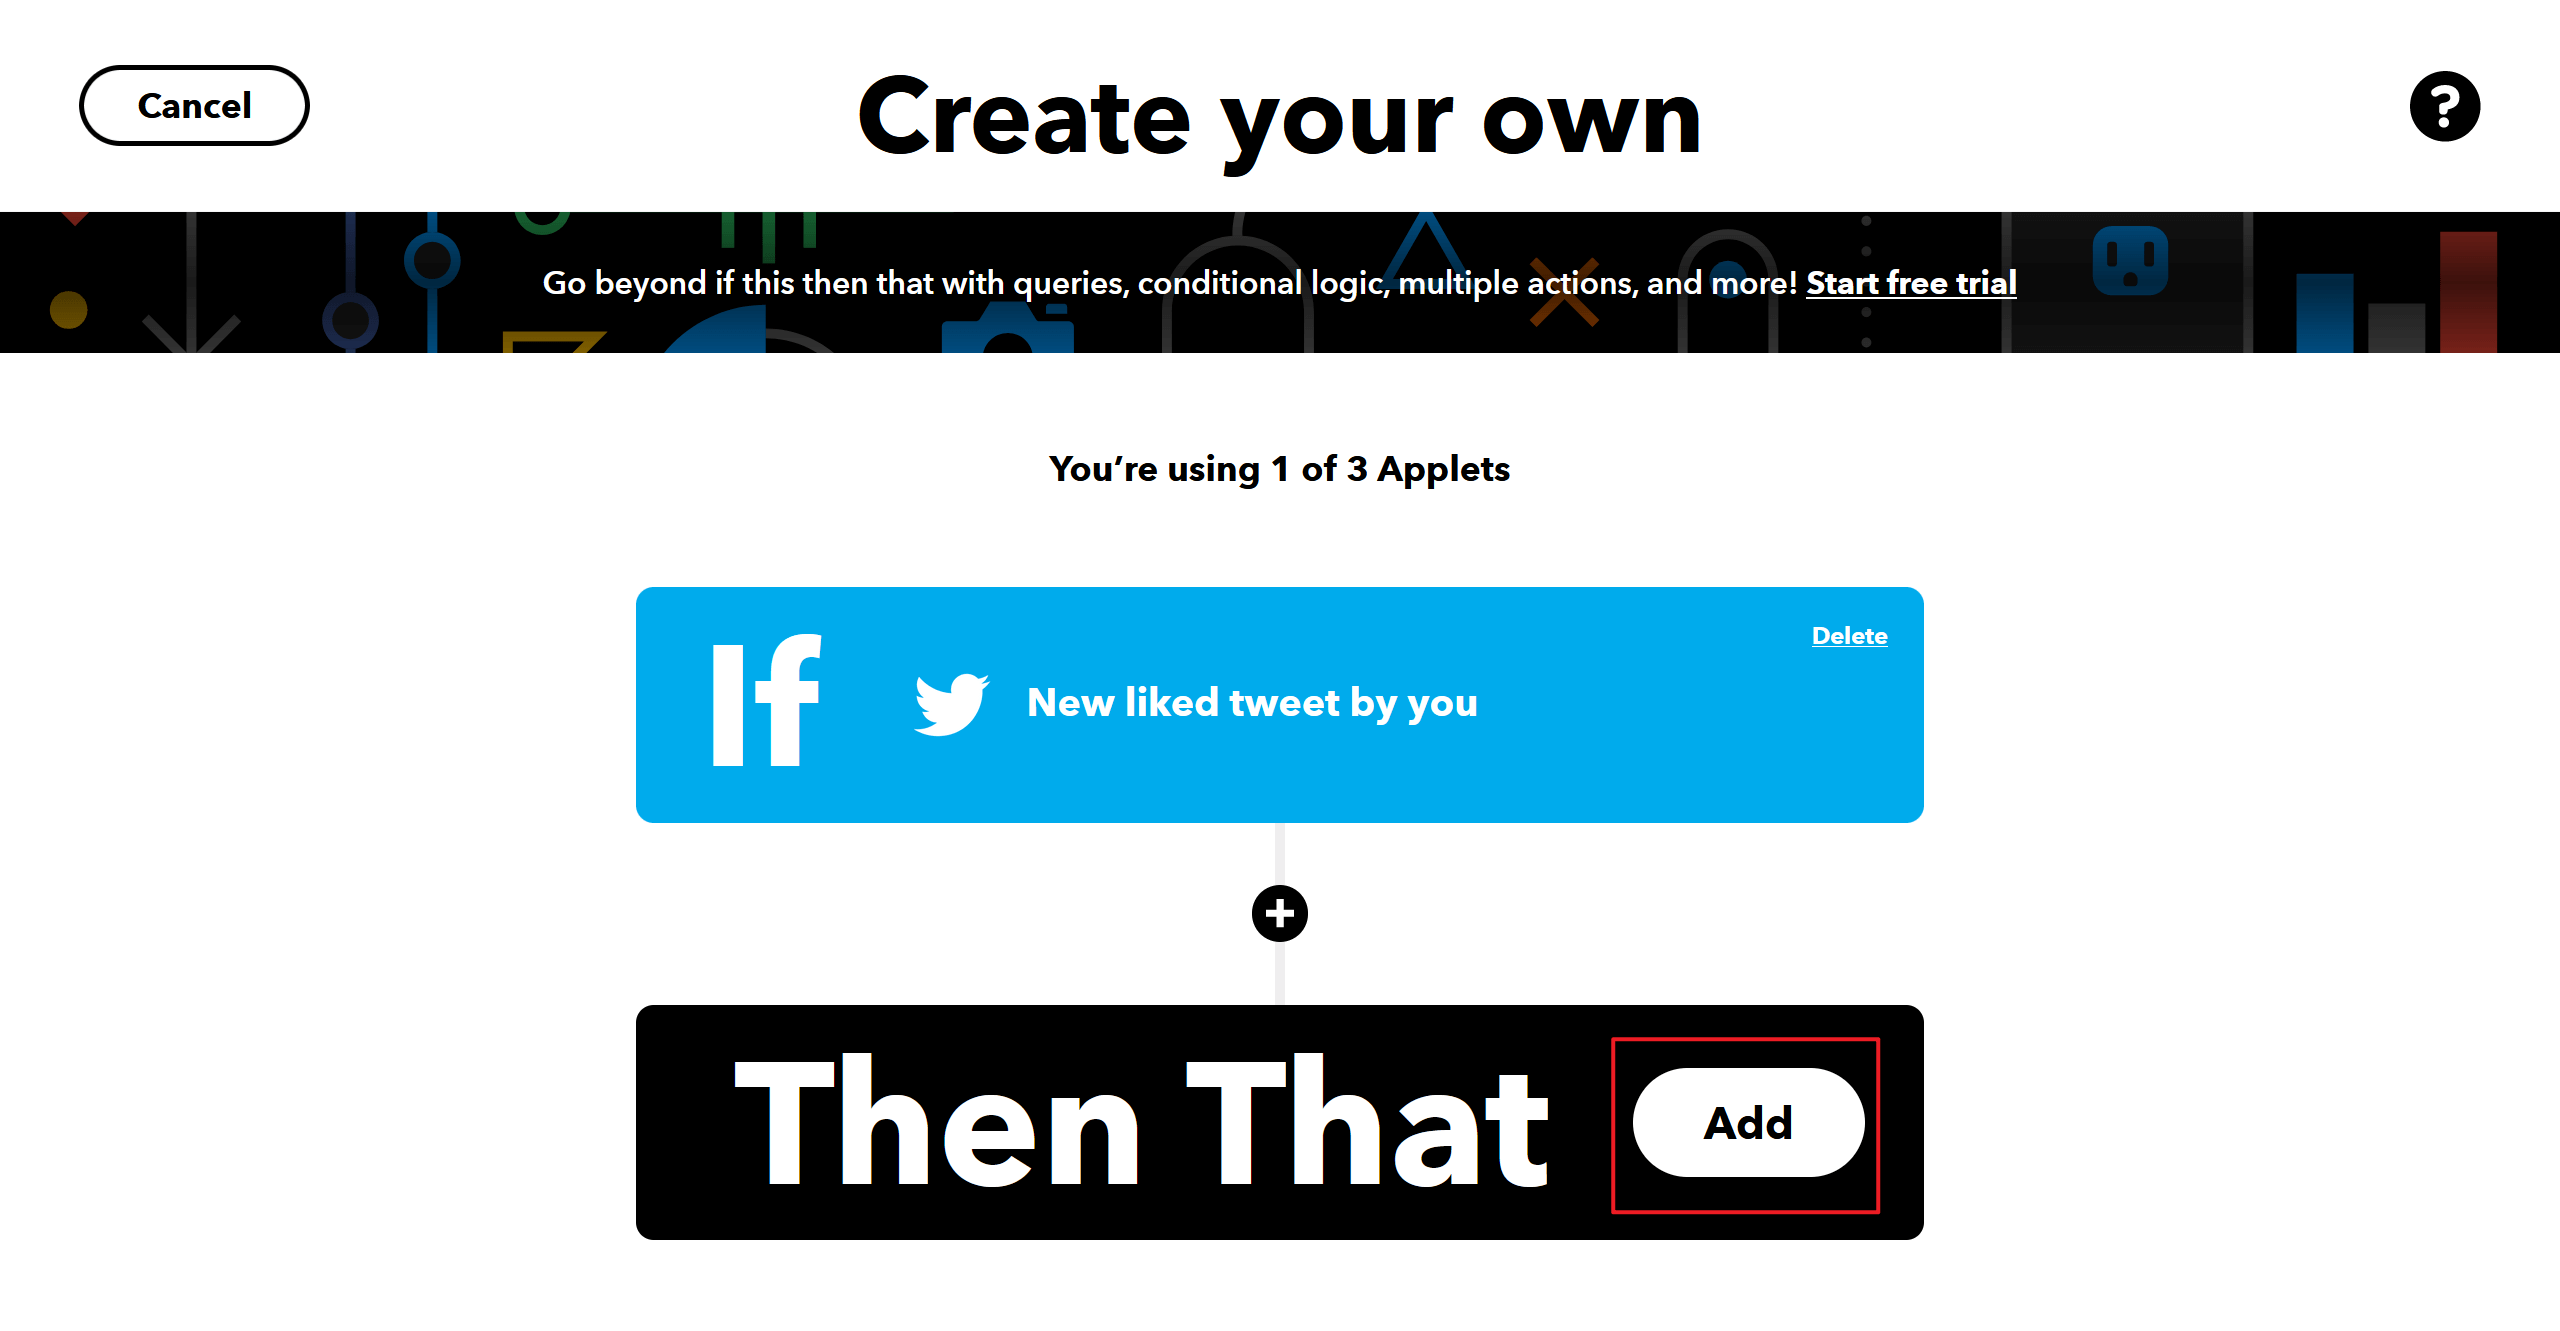 Cancel
Create your own
?
Go beyond if this then that with queries, conditional logic, multiple actions, and more! Start free trial
You’re using 1 of 3 Applets
If
New liked tweet by you
Delete
+
Then That
Add